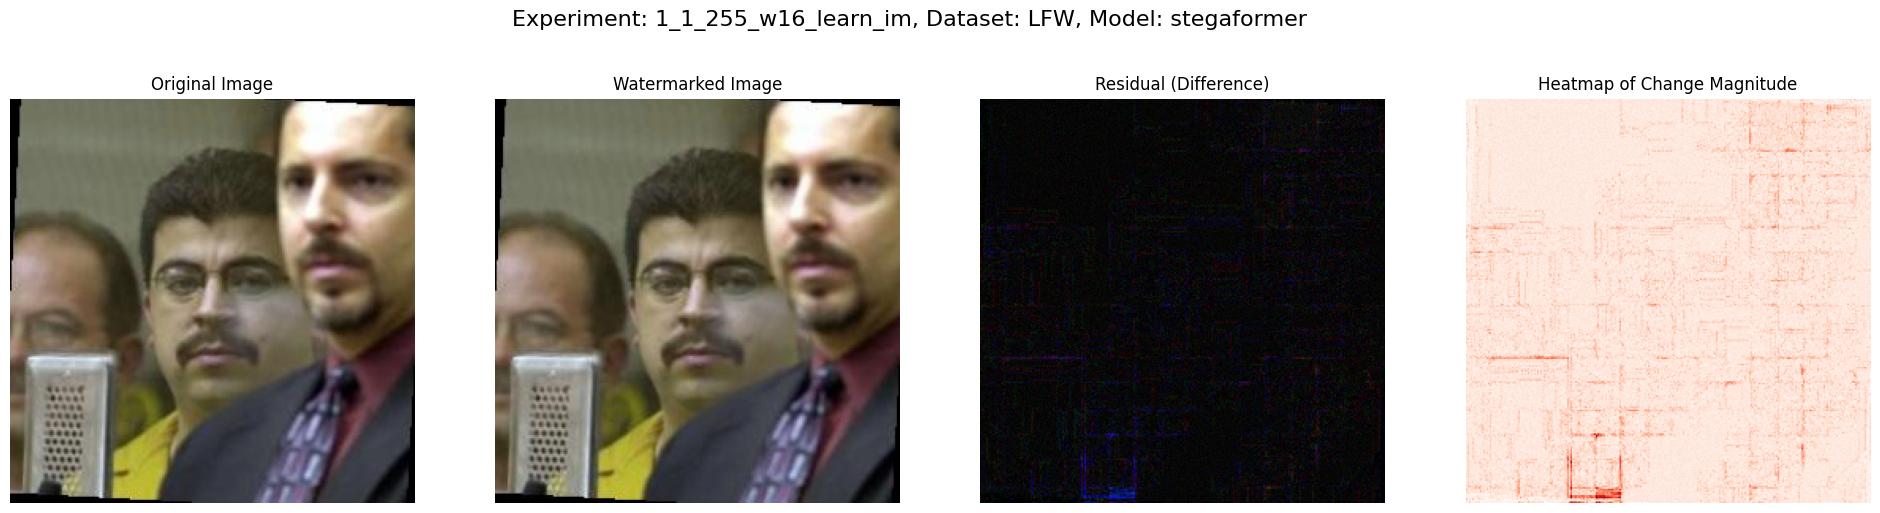 Experiment: 1_1_255_w16_learn_im, Dataset: LFW, Model: stegaformer
Original Image
Watermarked Image
Residual (Difference)
Heatmap of Change Magnitude